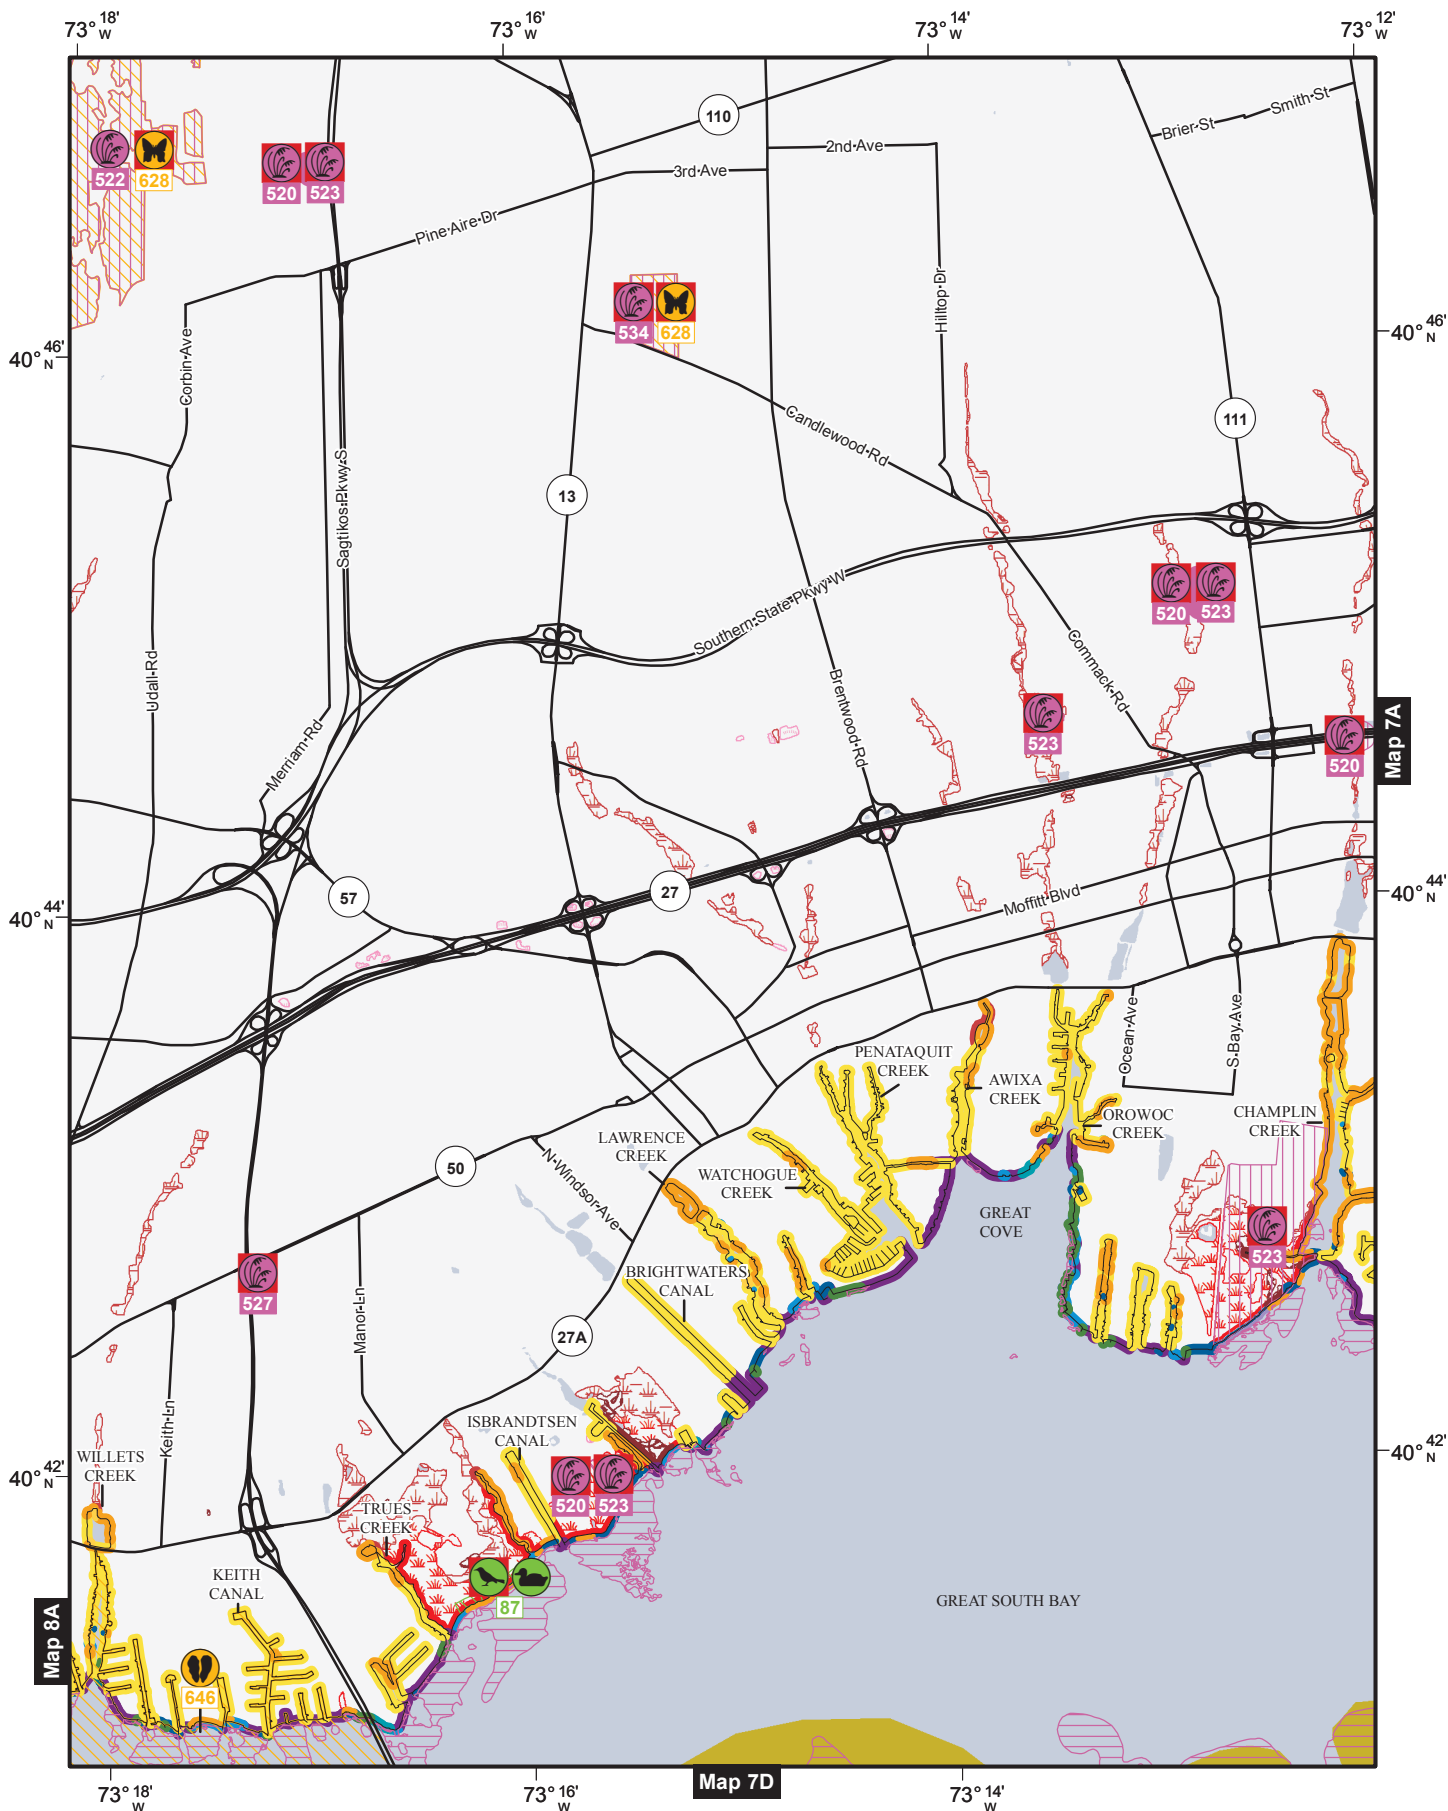 73° 18' W
73° 16' W
73° 14' W
73° 12' W
110
Smith St
Brier St
2nd Ave
3rd Ave
522
628
520
523
Pine Aire Dr
Hilltop Dr
534
628
40° 46' N
40° 46' N
Corbin Ave
Candlewood Rd
111
Sagtikos Pkwy S
13
Southern State Pkwy W
520
523
Udall Rd
Commack Rd
Brentwood Rd
Merriam Rd
523
520
Map 7A
57
27
Moffitt Blvd
40° 44' N
40° 44' N
Ocean Ave
S Bay Ave
PENATAQUIT
CREEK
AWIXA
CREEK
OROWOC
CREEK
CHAMPLIN
CREEK
LAWRENCE
CREEK
50
N Windsor Ave
WATCHOGUE
CREEK
GREAT
COVE
523
527
BRIGHTWATERS
CANAL
Manor Ln
27A
Keith Ln
ISBRANDTSEN
CANAL
WILLETS
CREEK
40° 42' N
40° 42' N
520
523
TRUES
CREEK
KEITH
CANAL
87
GREAT SOUTH BAY
Map 8A
646
Map 7D
73° 18' W
73° 16' W
73° 14' W